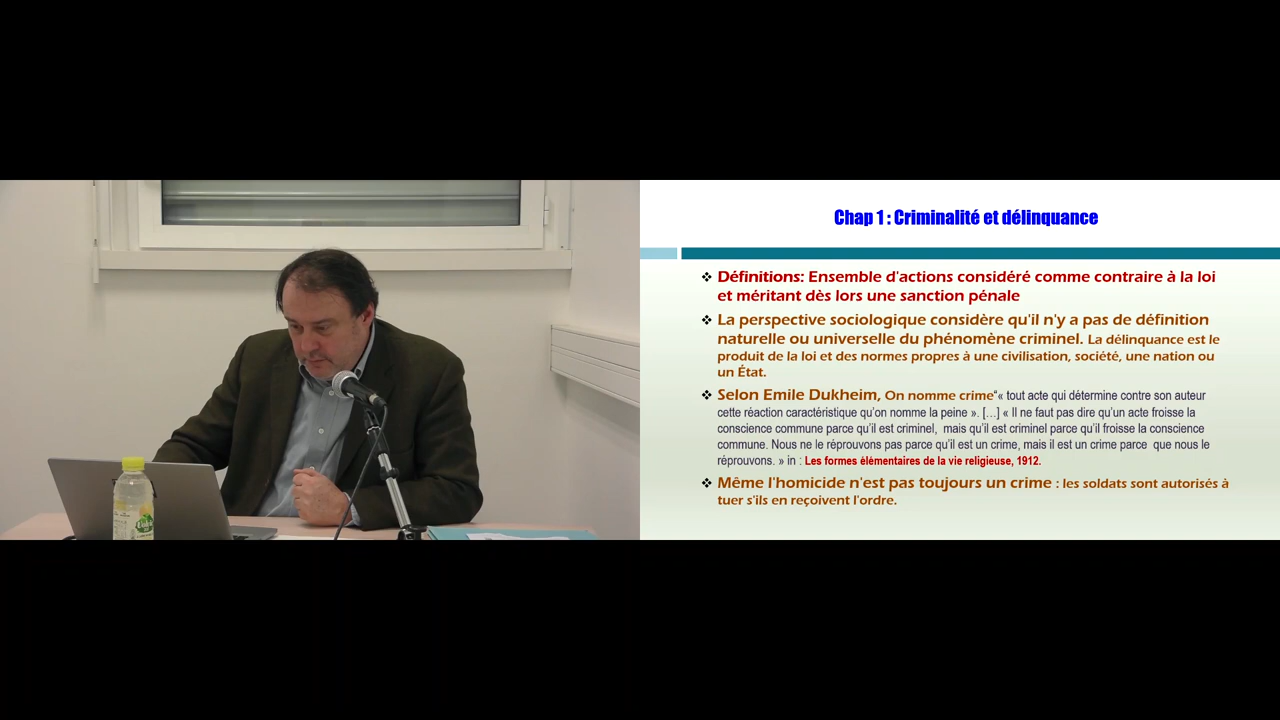 Chap 1 : Criminalité et délinquance
❖ Définitions: Ensemble d'actions considéré comme contraire à la loi
et méritant dès lors une sanction pénale
❖ La perspective sociologique considère qu'il n'y a pas de définition
naturelle ou universelle du phénomène criminel. La délinquance est le
produit de la loi et des normes propres à une civilisation, société, une nation ou
un État.
❖ Selon Emile Dukheim, On nomme crime“« tout acte qui détermine contre son auteur
cette réaction caractéristique qu'on nomme la peine ». […] « Il ne faut pas dire qu'un acte froisse la
conscience commune parce qu'il est criminel, mais qu'il est criminel parce qu'il froisse la conscience
commune. Nous ne le réprouvons pas parce qu'il est un crime, mais il est un crime parce que nous le
réprouvons. » in : Les formes élémentaires de la vie religieuse, 1912.
❖ Même l'homicide n'est pas toujours un crime : les soldats sont autorisés à
tuer s'ils en reçoivent l'ordre.